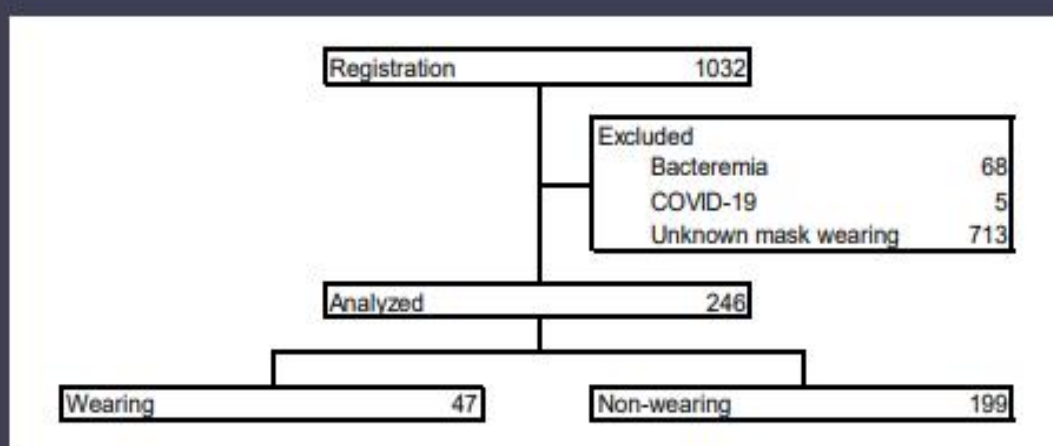 Registration 1032
Excluded
Bacteremia 68
COVID-19 5
Unknown mask wearing 713
Analyzed 246
Wearing 47
Non-wearing 199